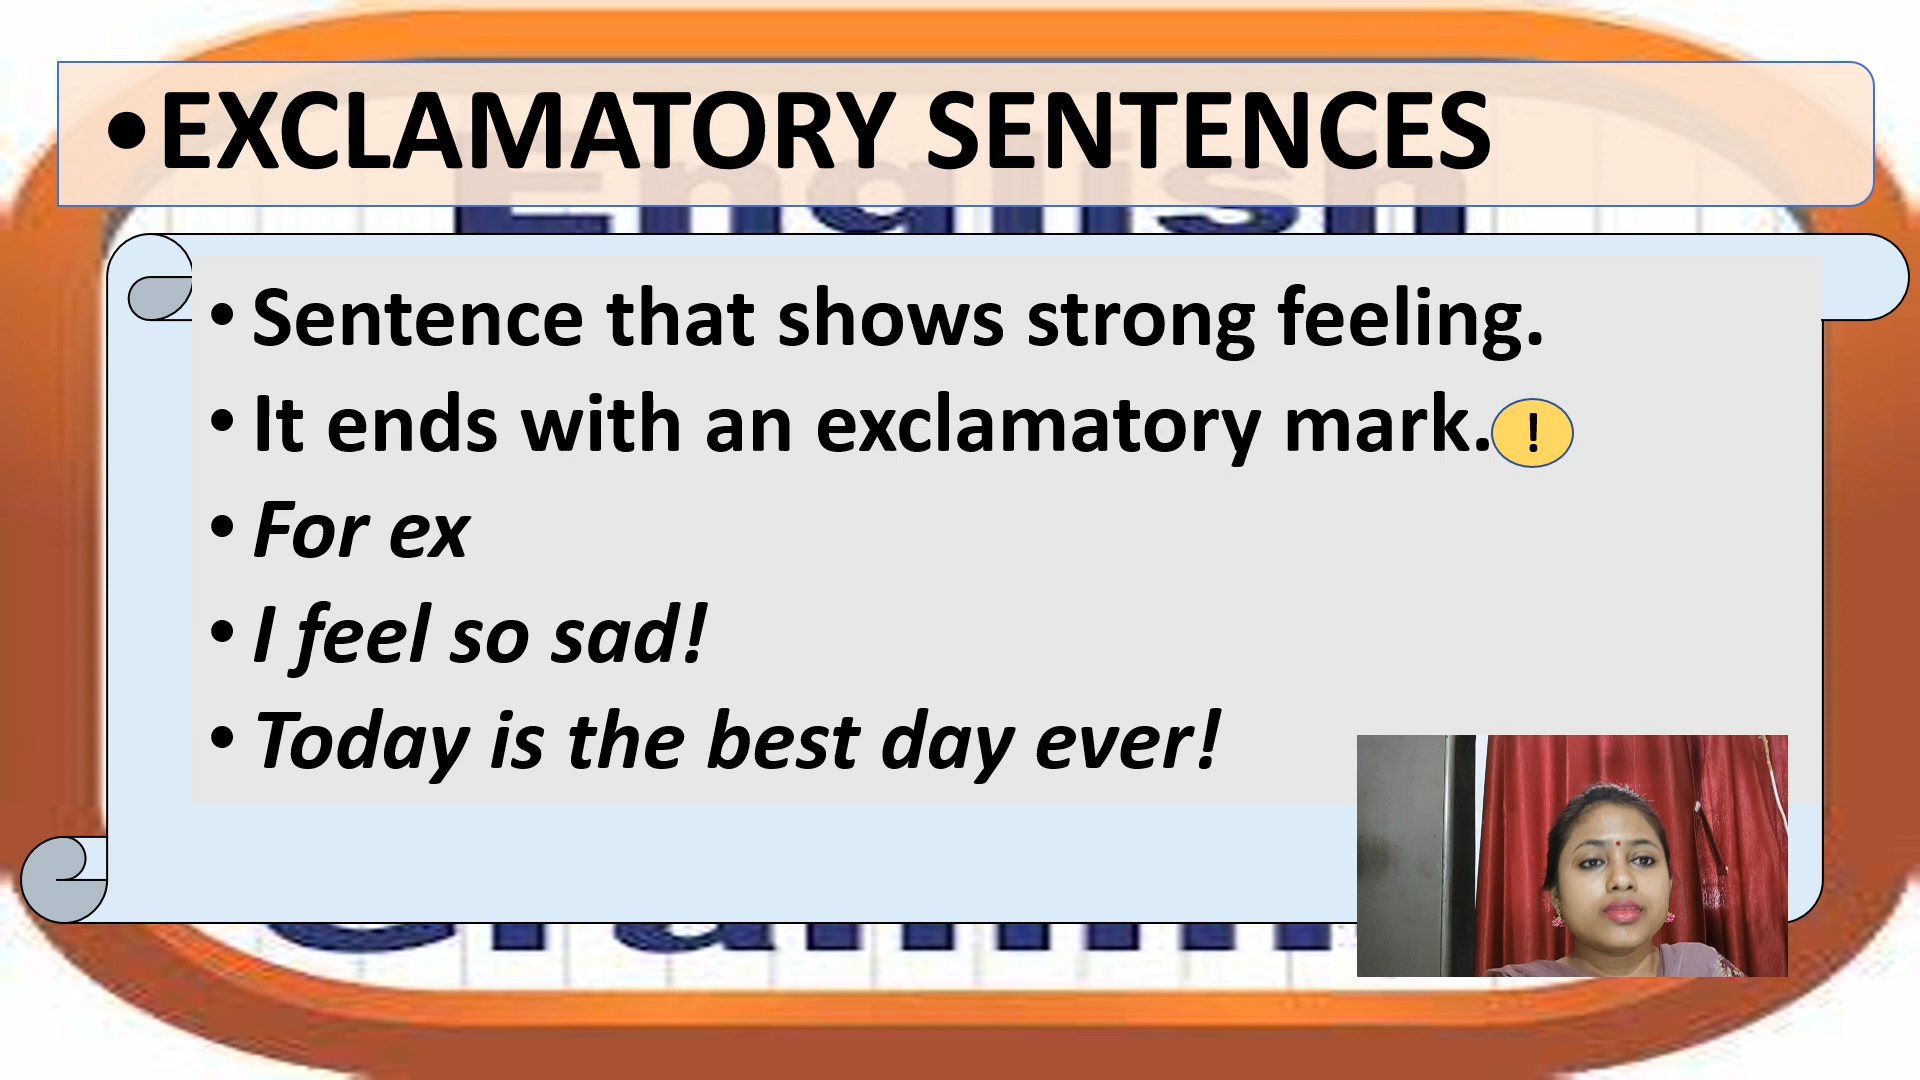 •EXCLAMATORY SENTENCES
English
• Sentence that shows strong feeling.
• It ends with an exclamatory mark. !
• For ex
• I feel so sad!
• Today is the best day ever!